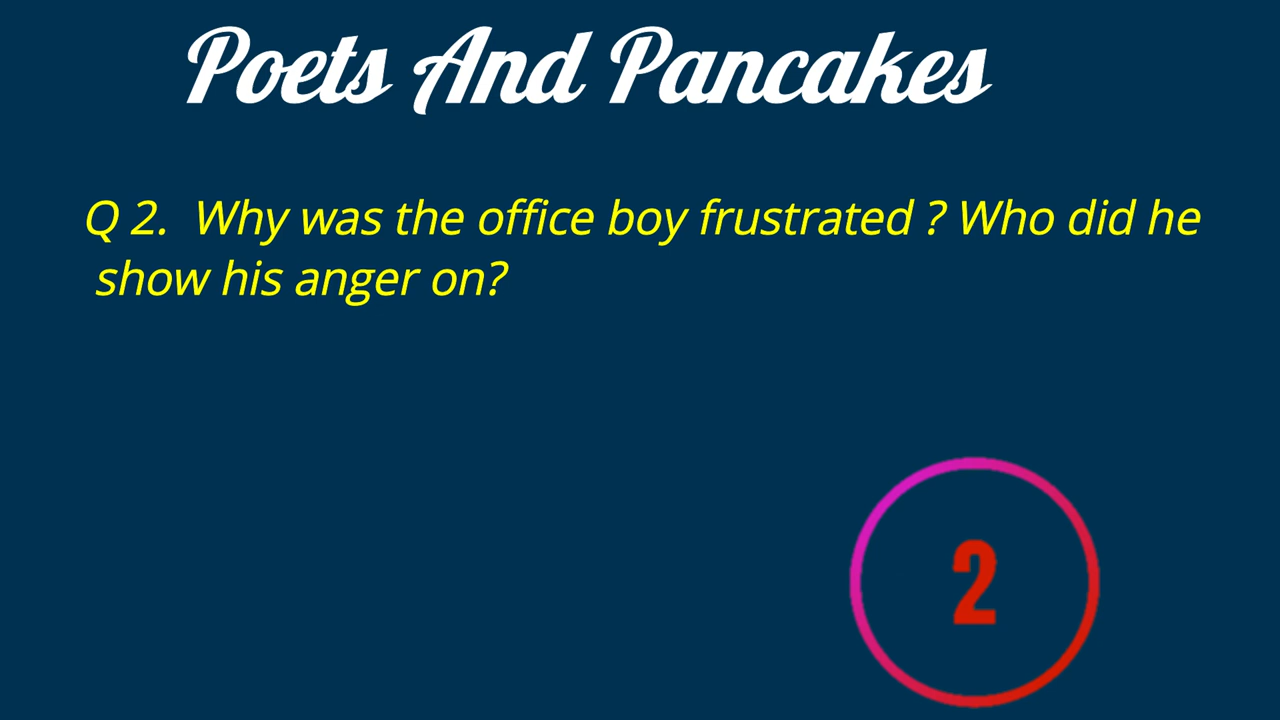 Poets And Pancakes
Q 2. Why was the office boy frustrated ? Who did he
show his anger on?
2